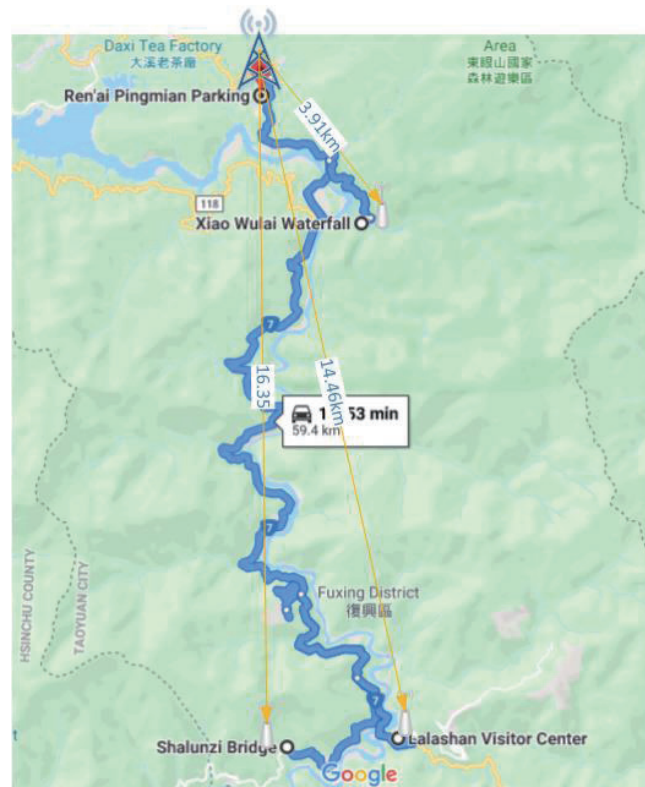 Daxi Tea Factory
大溪老茶廠
Area
東眼山國家
森林遊樂區
Ren'ai Pingmian Parking
3.91km
118
Xiao Wulai Waterfall
7
16.35
14.46km
53 min
59.4 km
7
HSINCHU COUNTY
TAOYUAN CITY
Fuxing District
復興區
7
Shalunzi Bridge
Lalashan Visitor Center
Google